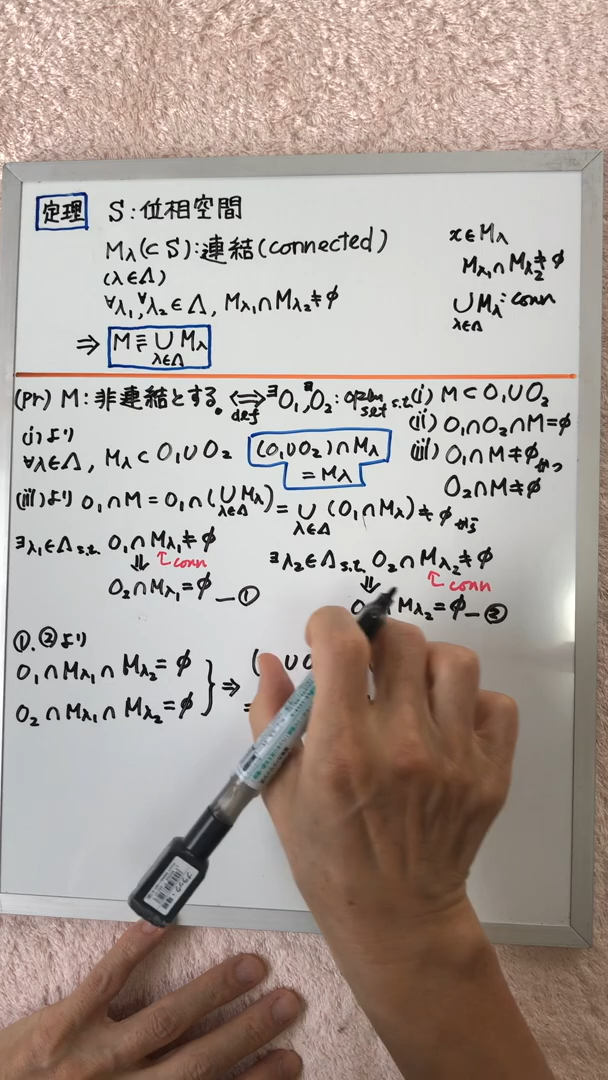 定理 S:位相空間
Mλ(⊂S):連結(connected)
(λ∈Λ)
∀λ₁,∀λ₂∈Λ, Mλ₁∩Mλ₂≠φ
⇒ M≡∪Mλ
λ∈Λ
x∈Mλ
Mλ₁∩Mλ₂≠φ
∪Mλ:conn
λ∈Λ
(Pr) M:非連結とする。⇔def ∃O₁,∃O₂:open set s.t. (i) M⊂O₁∪O₂
(ii) O₁∩O₂∩M=φ
(iii) O₁∩M≠φかつ
O₂∩M≠φ
(i)より
∀λ∈Λ, Mλ⊂O₁∪O₂ (O₁∪O₂)∩Mλ
=Mλ
(iii)より O₁∩M=O₁∩(∪Mλ)=∪(O₁∩Mλ)≠φから
λ∈Λ λ∈Λ
∃λ₁∈Λ s.t. O₁∩Mλ₁≠φ
conn
⇓
O₂∩Mλ₁=φ—①
∃λ₂∈Λ s.t. O₂∩Mλ₂≠φ
conn
⇓
Mλ₂=φ—②
①,②より
O₁∩Mλ₁∩Mλ₂=φ
O₂∩Mλ₁∩Mλ₂=φ
} ⇒ (
=